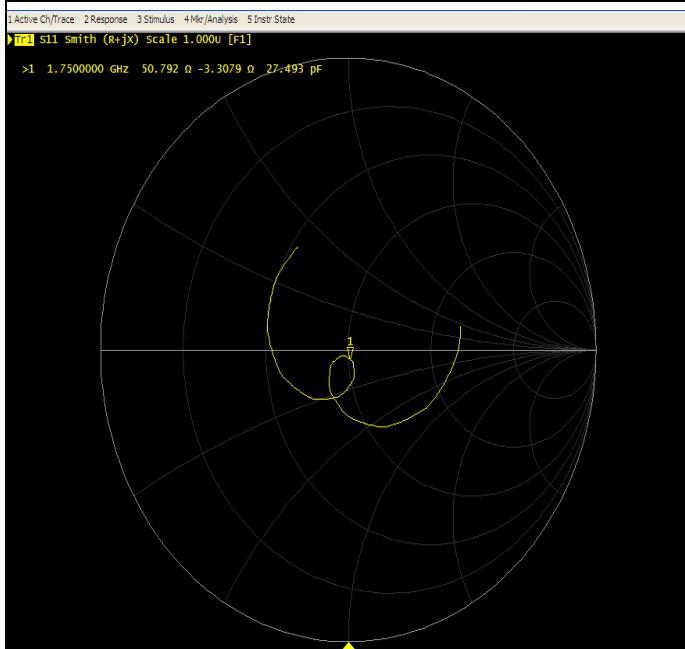 1 Active Ch/Trace 2 Response 3 Stimulus 4 Mkr/Analysis 5 Instr State
Tr1 S11 Smith (R+jX) Scale 1.000U [F1]
>1 1.7500000 GHz 50.792 Ω -3.3079 Ω 27.493 pF
1